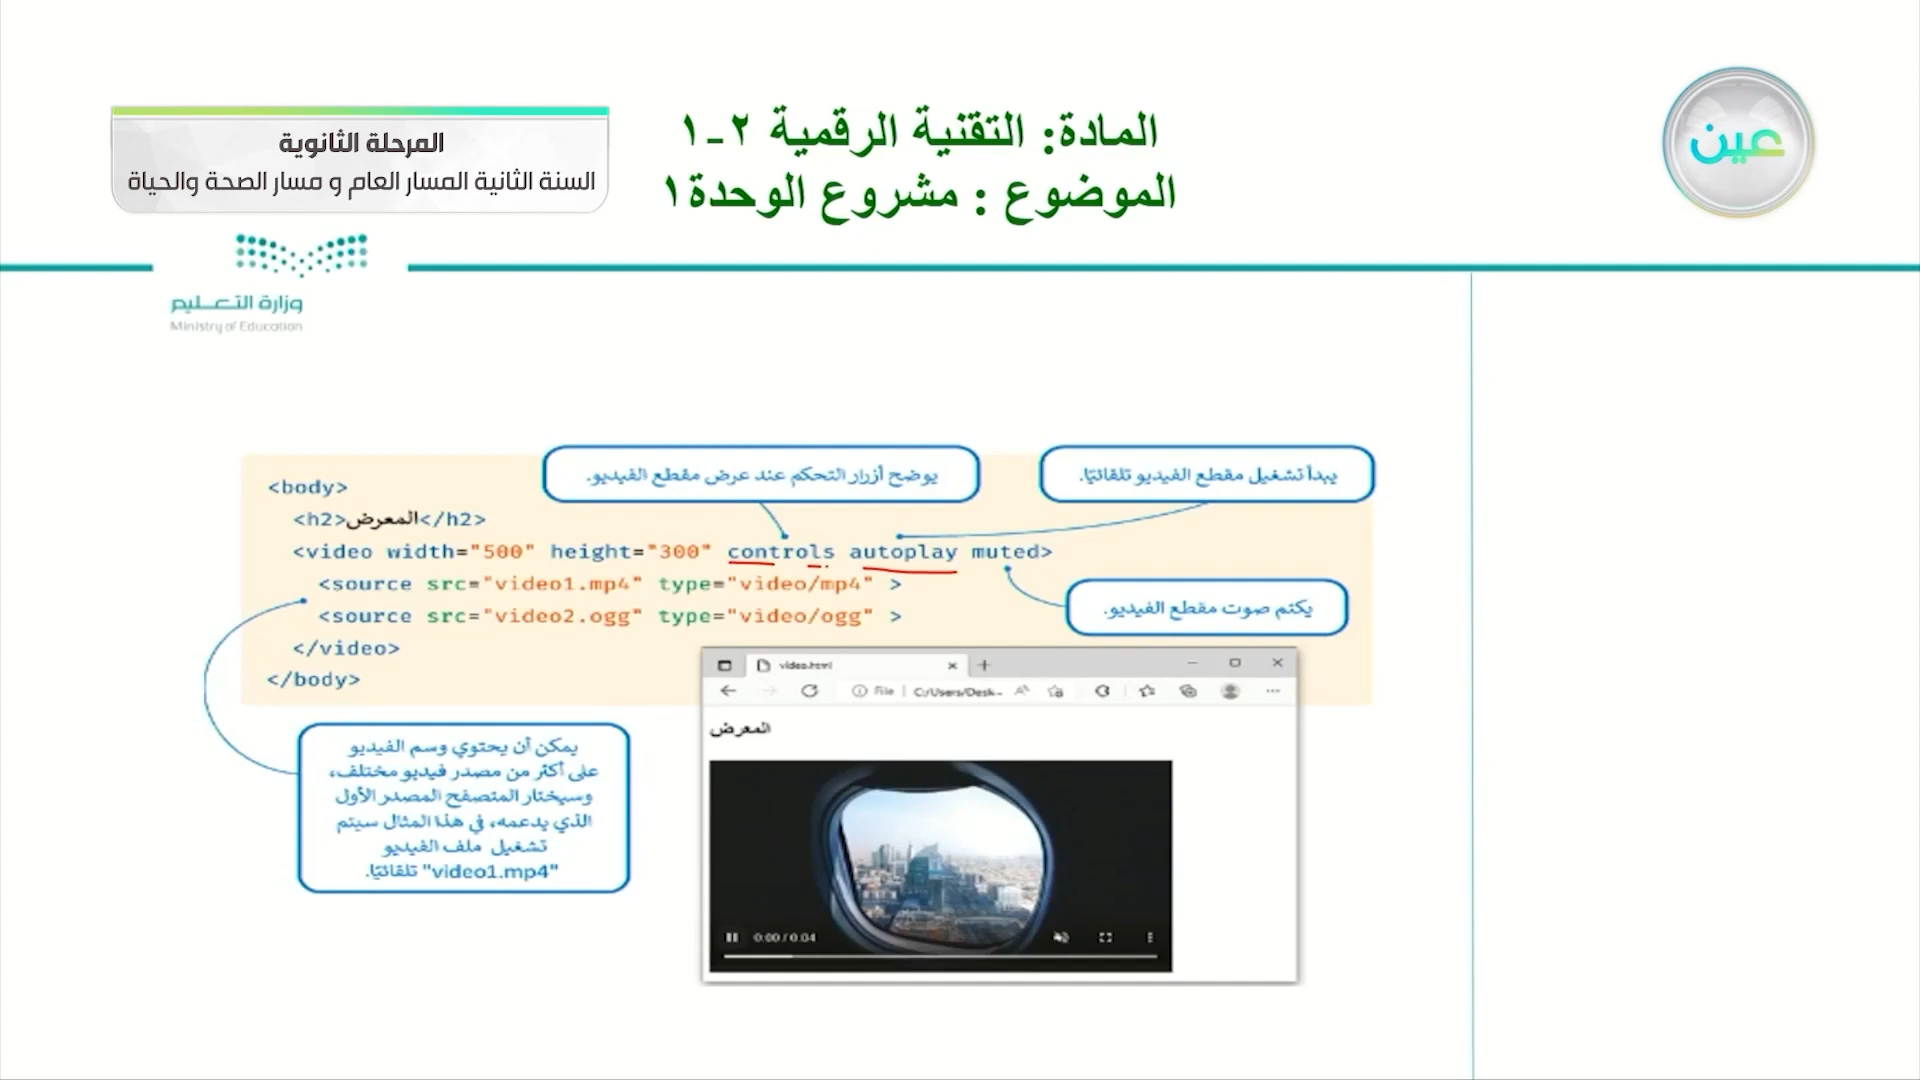 المادة: التقنية الرقمية ٢-١
الموضوع : مشروع الوحدة١
المرحلة الثانوية
السنة الثانية المسار العام و مسار الصحة والحياة
عين
وزارة التعليم
Ministry of Education
يبدأ تشغيل مقطع الفيديو تلقائيًا.
يوضح أزرار التحكم عند عرض مقطع الفيديو.
<body>
<h2>المعرض</h2>
<video width="500" height="300" controls autoplay muted>
<source src="video1.mp4" type="video/mp4" >
<source src="video2.ogg" type="video/ogg" >
</video>
</body>
يكتم صوت مقطع الفيديو.
يمكن أن يحتوي وسم الفيديو
على أكثر من مصدر فيديو مختلف،
وسيختار المتصفح المصدر الأول
الذي يدعمه، في هذا المثال سيتم
تشغيل ملف الفيديو
"video1.mp4" تلقائيًا.
video.html
File | C:/Users/Desk...
المعرض
0:00 / 0:04